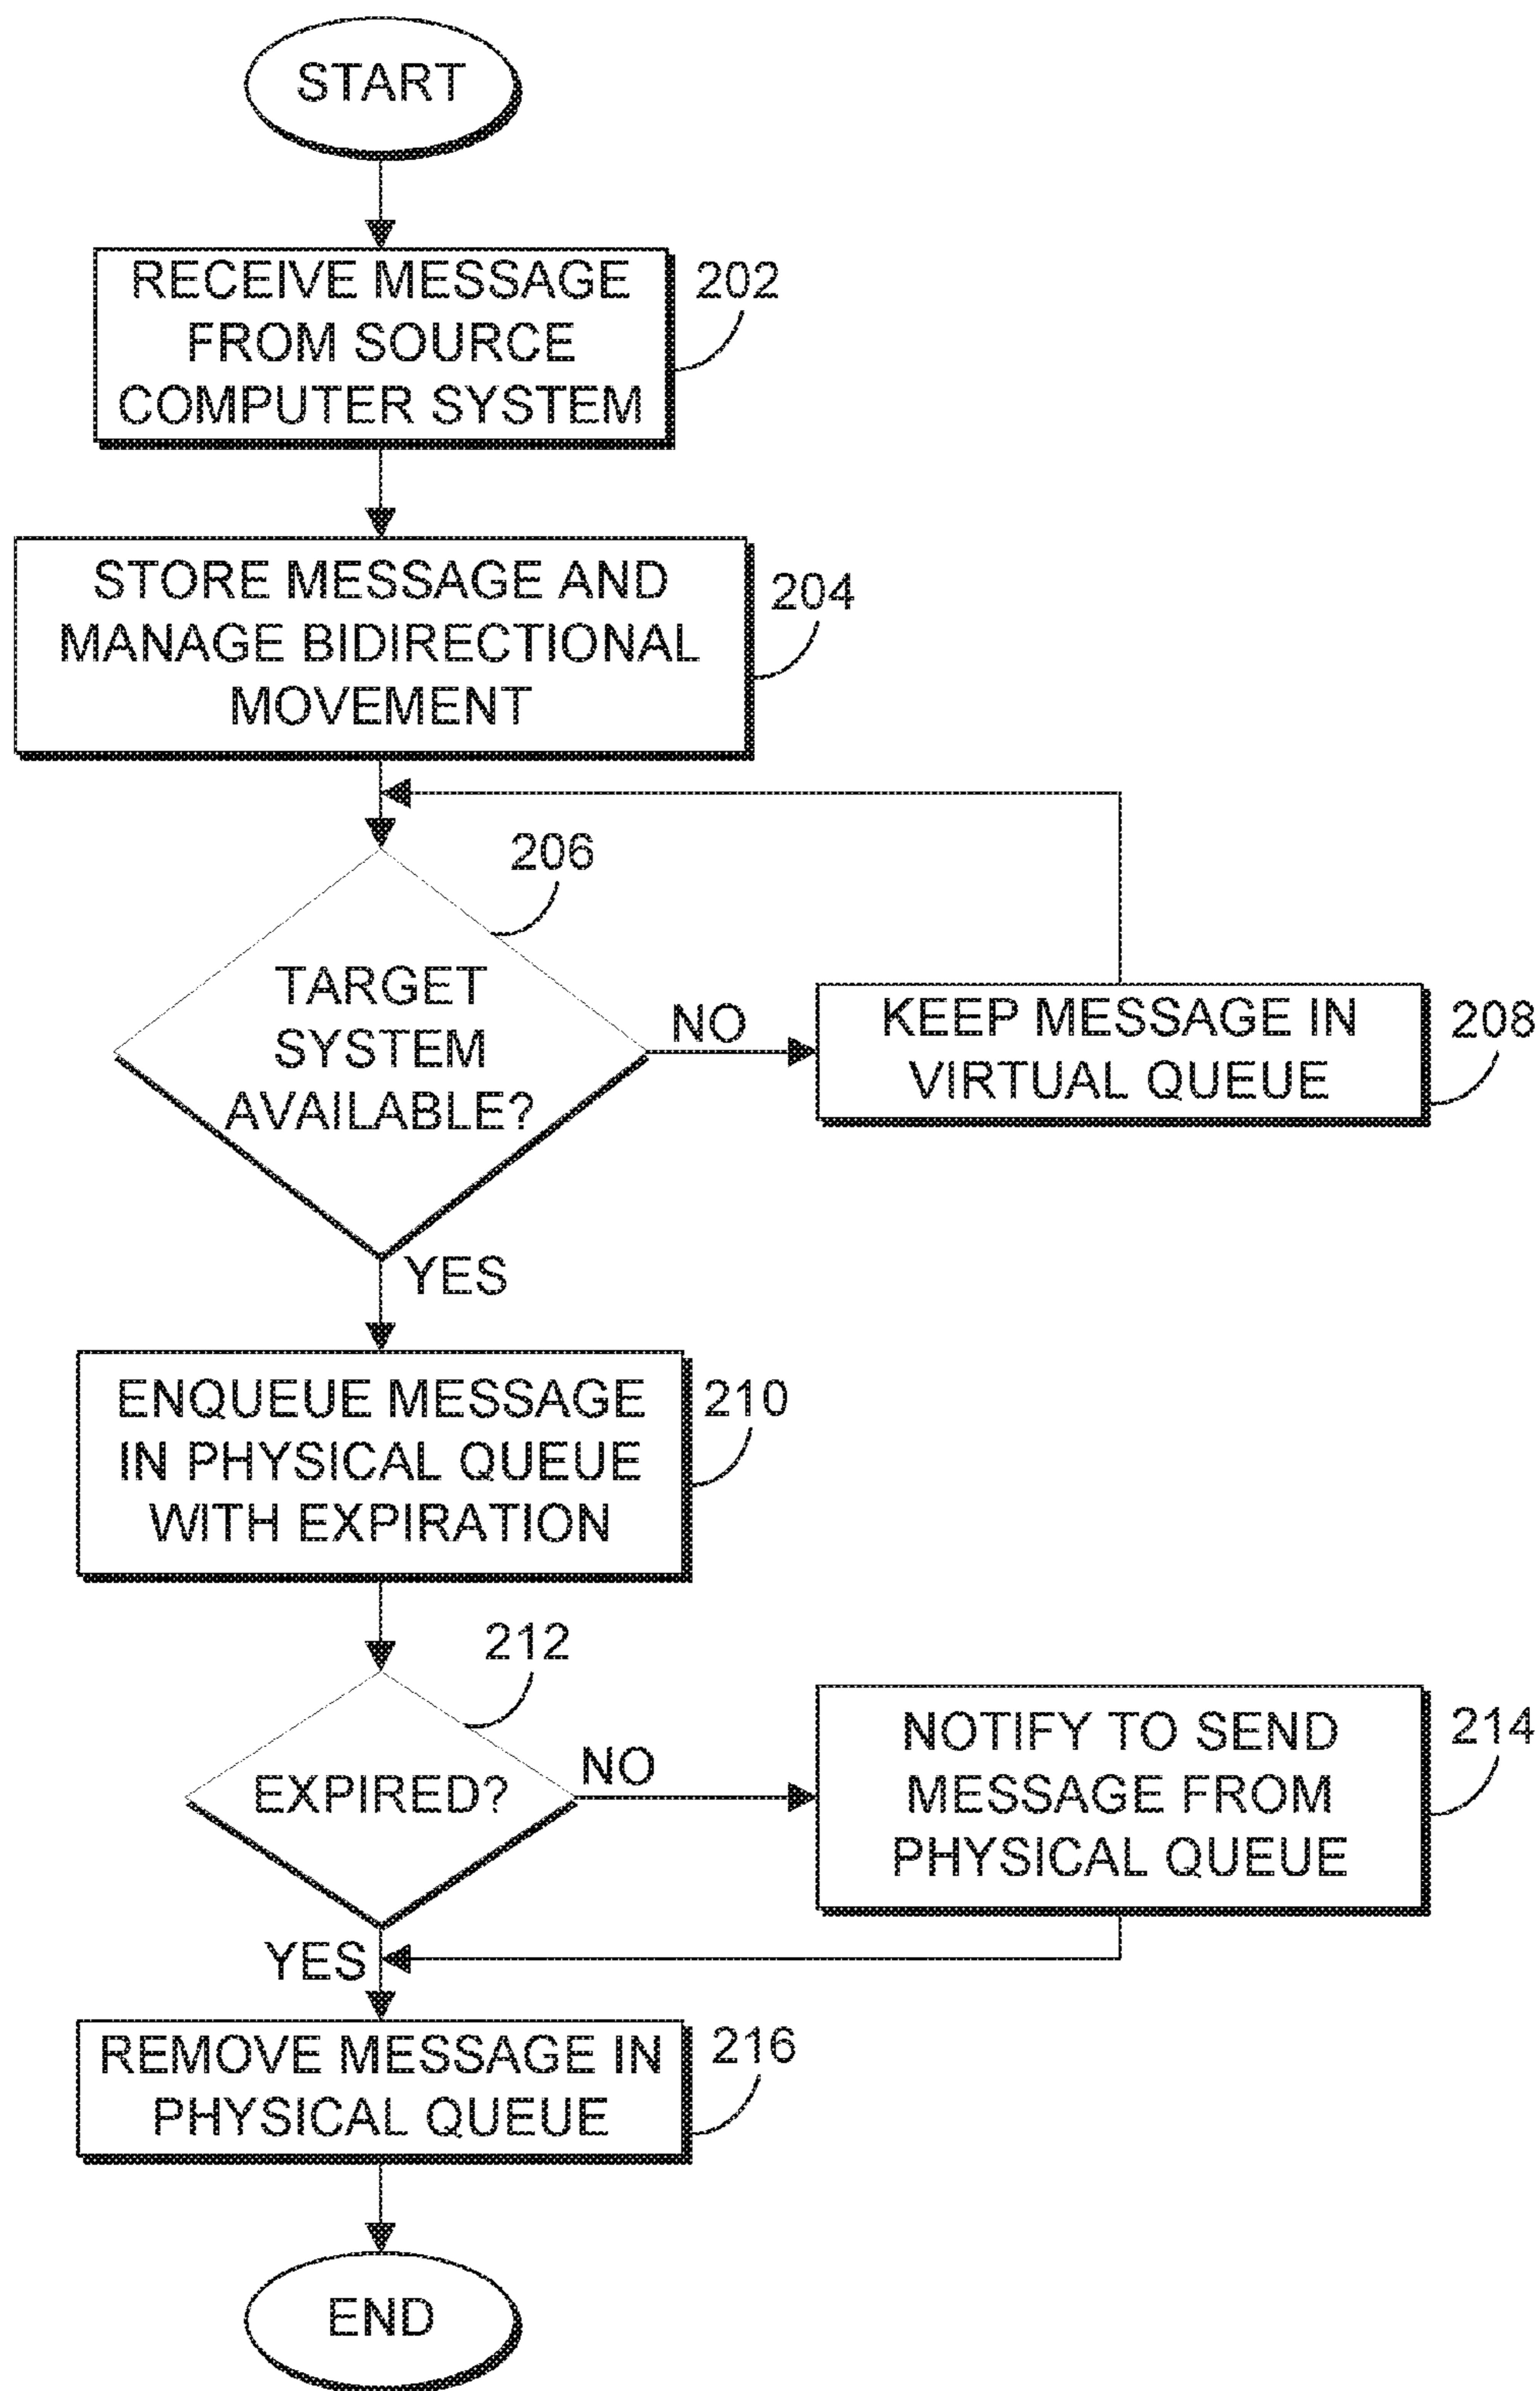 START
RECEIVE MESSAGE
FROM SOURCE
COMPUTER SYSTEM
202
STORE MESSAGE AND
MANAGE BIDIRECTIONAL
MOVEMENT
204
206
TARGET
SYSTEM
AVAILABLE?
NO
KEEP MESSAGE IN
VIRTUAL QUEUE
208
YES
ENQUEUE MESSAGE
IN PHYSICAL QUEUE
WITH EXPIRATION
210
212
EXPIRED?
NO
NOTIFY TO SEND
MESSAGE FROM
PHYSICAL QUEUE
214
YES
REMOVE MESSAGE IN
PHYSICAL QUEUE
216
END